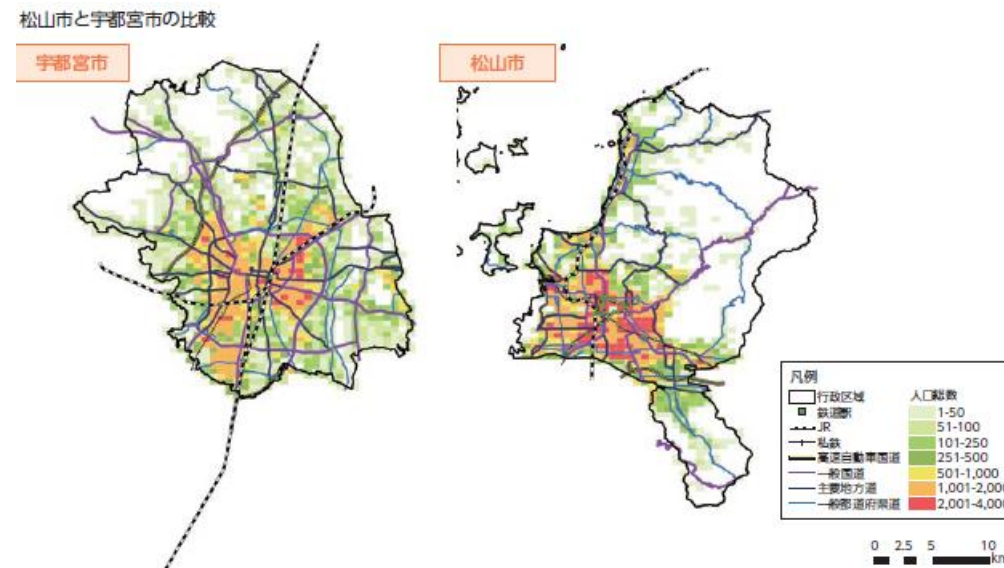 松山市と宇都宮市の比較
宇都宮市
松山市
凡例
行政区域
鉄道駅
JR
私鉄
高速自動車国道
一般国道
主要地方道
一般都道府県道
人口総数
1-50
51-100
101-250
251-500
501-1,000
1,001-2,000
2,001-4,000
0 2.5 5 10
km